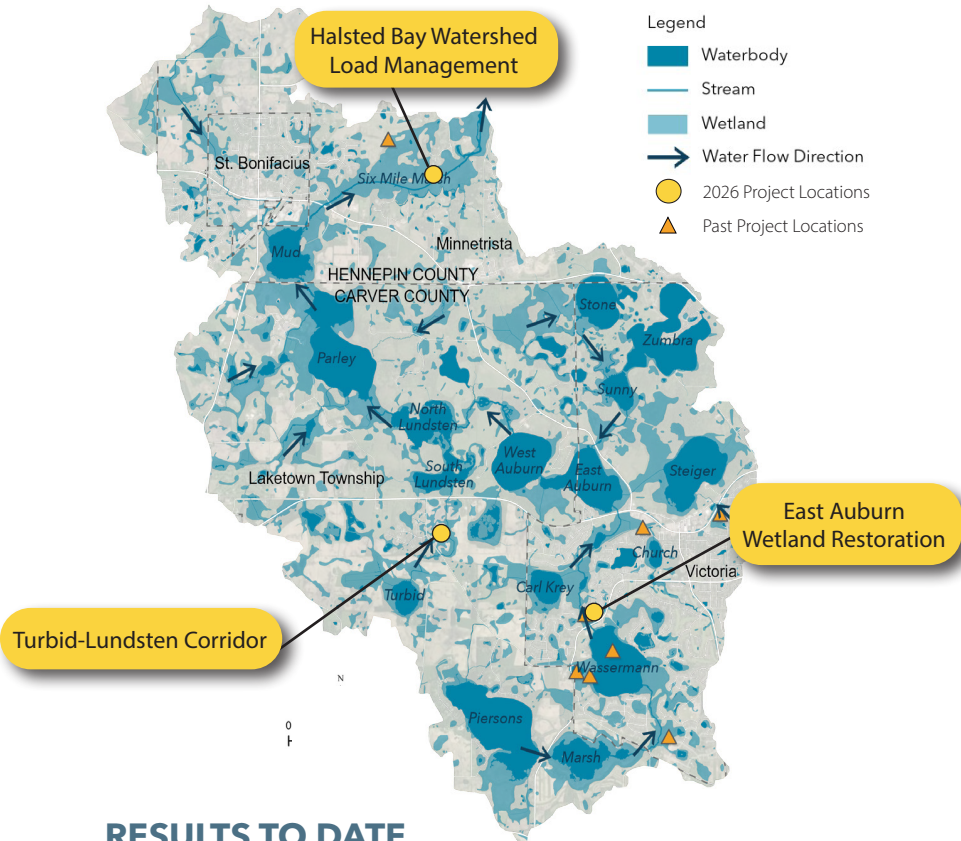 Halsted Bay Watershed
Load Management
Legend
Waterbody
Stream
Wetland
Water Flow Direction
2026 Project Locations
Past Project Locations
St. Bonifacius
Six Mile Marsh
Minnetrista
Mud
HENNEPIN COUNTY
CARVER COUNTY
Stone
Zumbra
Parley
Sunny
North
Lundsten
West
Auburn
South
Lundsten
East
Auburn
Steiger
Laketown Township
East Auburn
Wetland Restoration
Church
Victoria
Carl Krey
Turbid
Turbid-Lundsten Corridor
Wassermann
N
Piersons
0
Marsh
RESULTS TO DATE